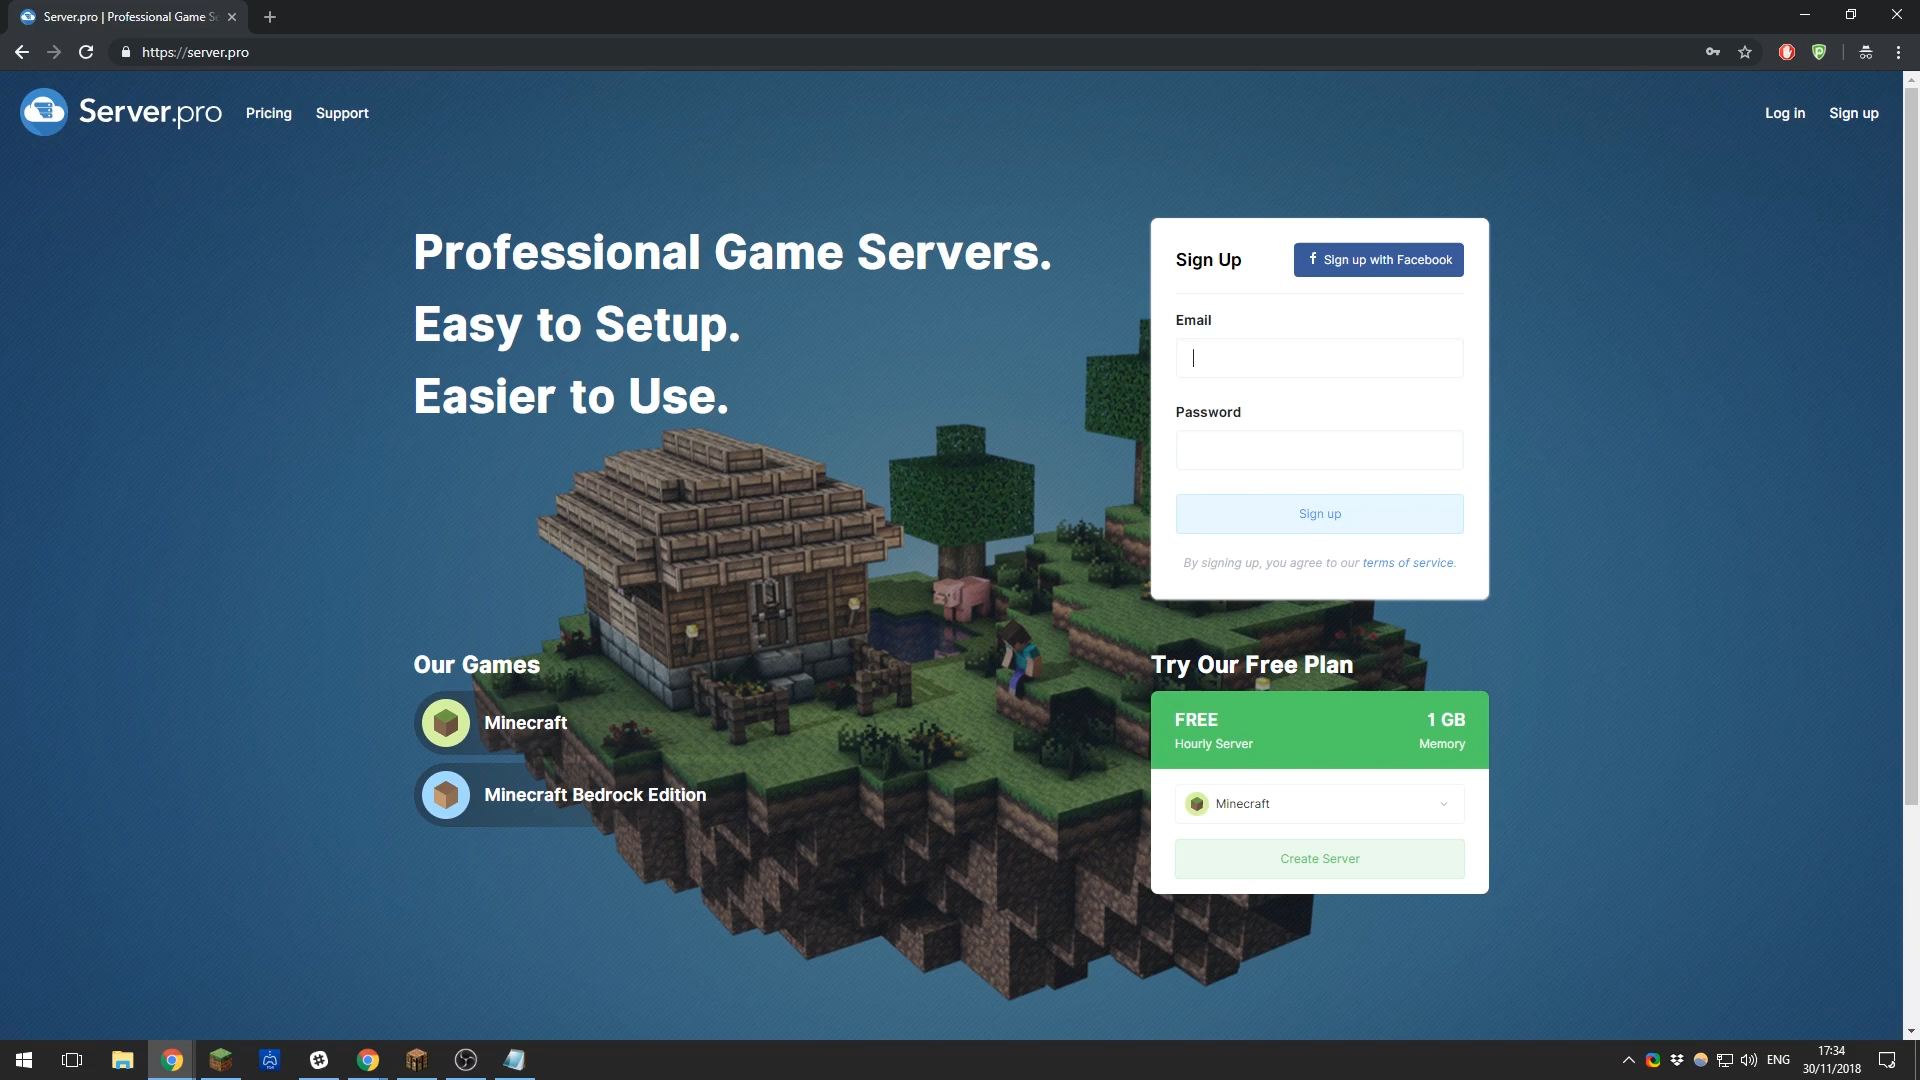 Server.pro | Professional Game Se
https://server.pro
Server.pro
Pricing
Support
Log in
Sign up
Professional Game Servers.
Easy to Setup.
Easier to Use.
Sign Up
f Sign up with Facebook
Email
Password
Sign up
By signing up, you agree to our terms of service.
Our Games
Minecraft
Minecraft Bedrock Edition
Try Our Free Plan
FREE
1 GB
Hourly Server
Memory
Minecraft
Create Server
ENG
17:34
30/11/2018